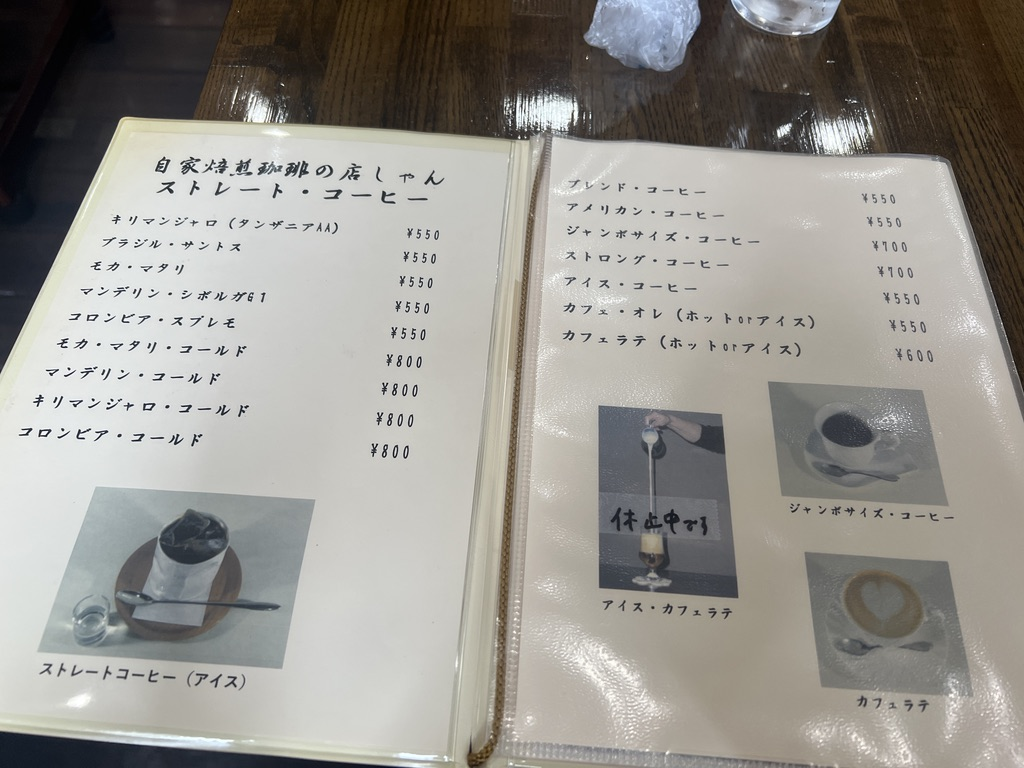 自家焙煎珈琲の店しゃん
ストレート・コーヒー
キリマンジャロ（タンザニアAA） ¥550
ブラジル・サントス ¥550
モカ・マタリ ¥550
マンデリン・シボルガG1 ¥550
コロンビア・スプレモ ¥550
モカ・マタリ・コールド ¥800
マンデリン・コールド ¥800
キリマンジャロ・コールド ¥800
コロンビア・コールド ¥800
ストレートコーヒー（アイス）
ブレンド・コーヒー ¥550
アメリカン・コーヒー ¥550
ジャンボサイズ・コーヒー ¥700
ストロング・コーヒー ¥700
アイス・コーヒー ¥550
カフェ・オレ（ホットorアイス） ¥550
カフェラテ（ホットorアイス） ¥600
休止中です
アイス・カフェラテ
ジャンボサイズ・コーヒー
カフェラテ